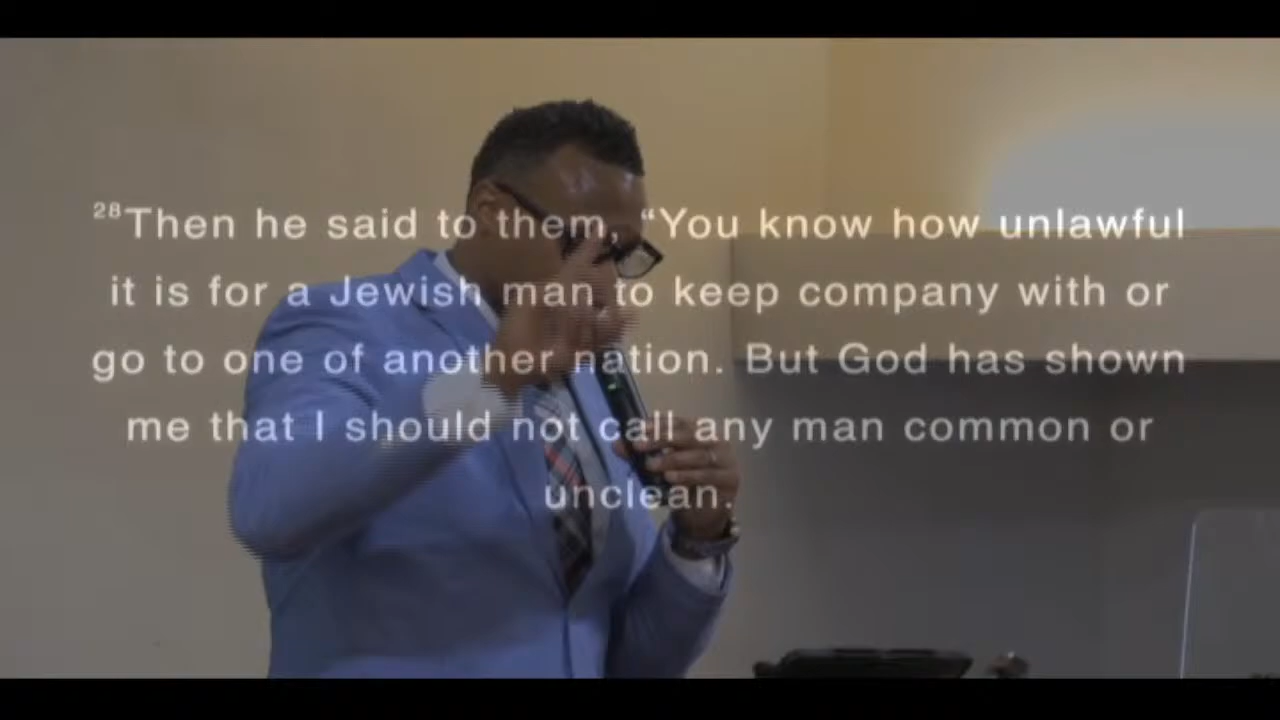 28Then he said to them, “You know how unlawful
it is for a Jewish man to keep company with or
go to one of another nation. But God has shown
me that I should not call any man common or
unclean.